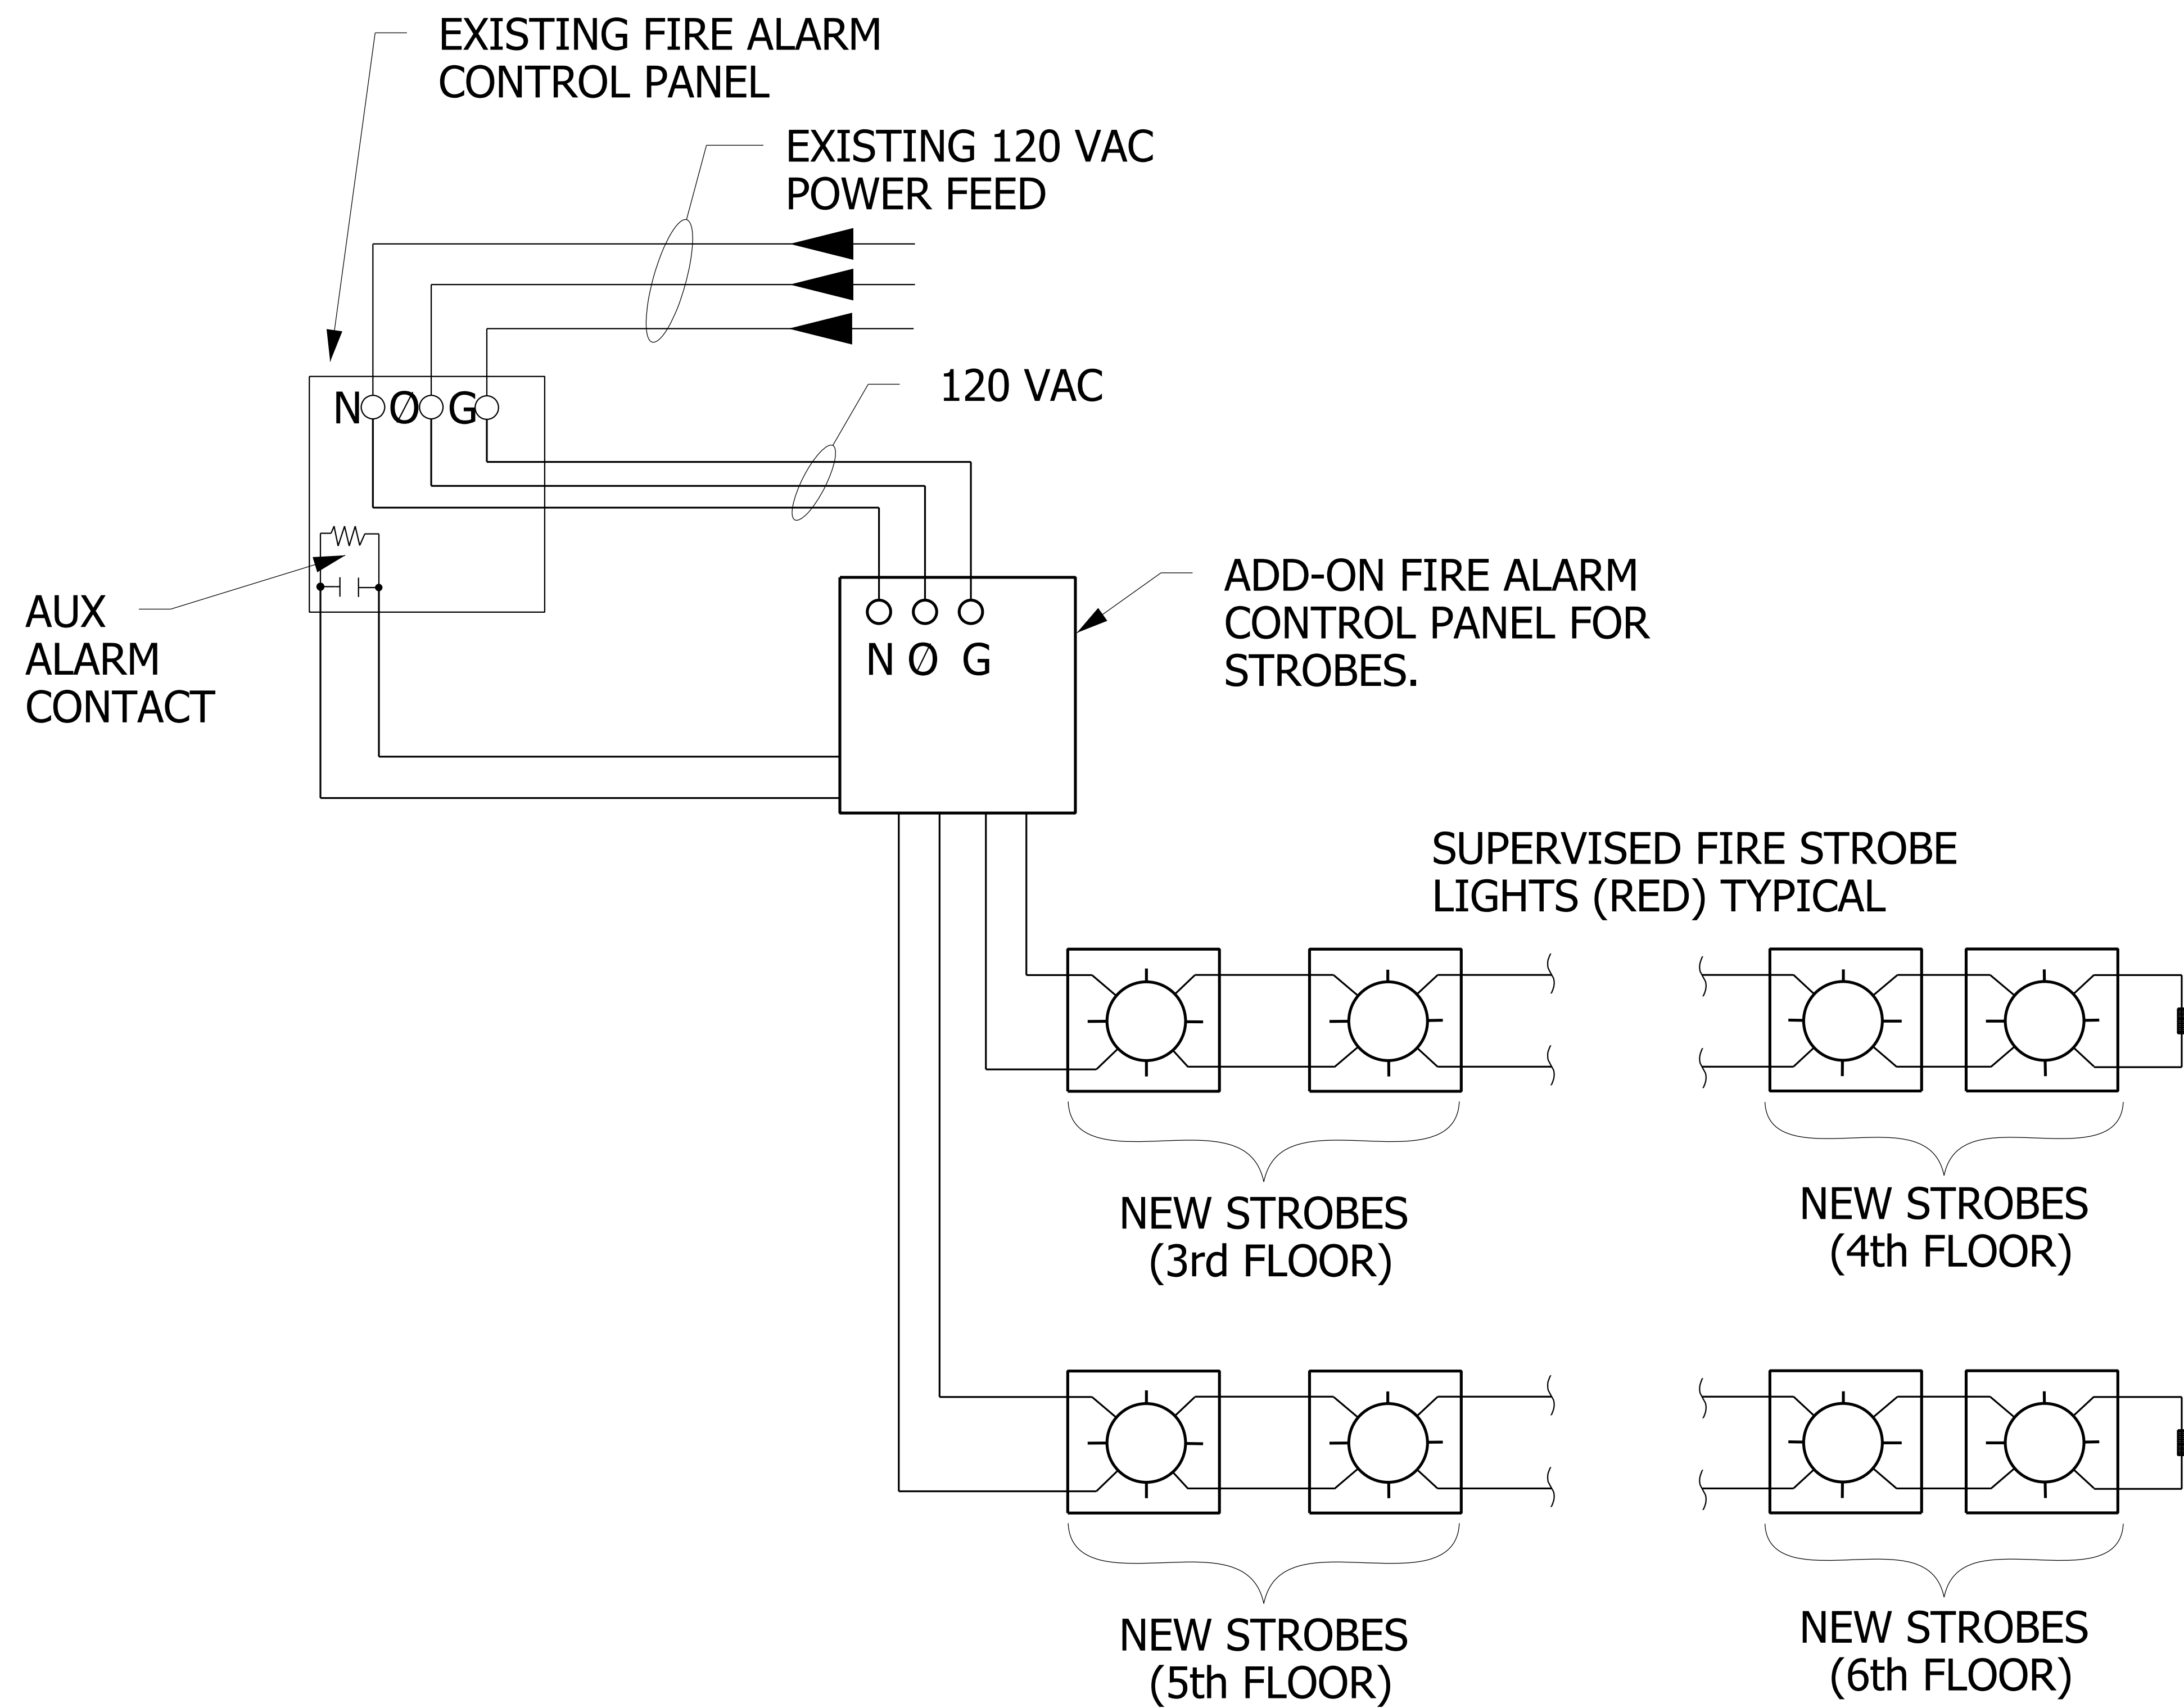 EXISTING FIRE ALARM
CONTROL PANEL
EXISTING 120 VAC
POWER FEED
120 VAC
N Ø G
AUX
ALARM
CONTACT
N Ø G
ADD-ON FIRE ALARM
CONTROL PANEL FOR
STROBES.
SUPERVISED FIRE STROBE
LIGHTS (RED) TYPICAL
NEW STROBES
(3rd FLOOR)
NEW STROBES
(4th FLOOR)
NEW STROBES
(5th FLOOR)
NEW STROBES
(6th FLOOR)